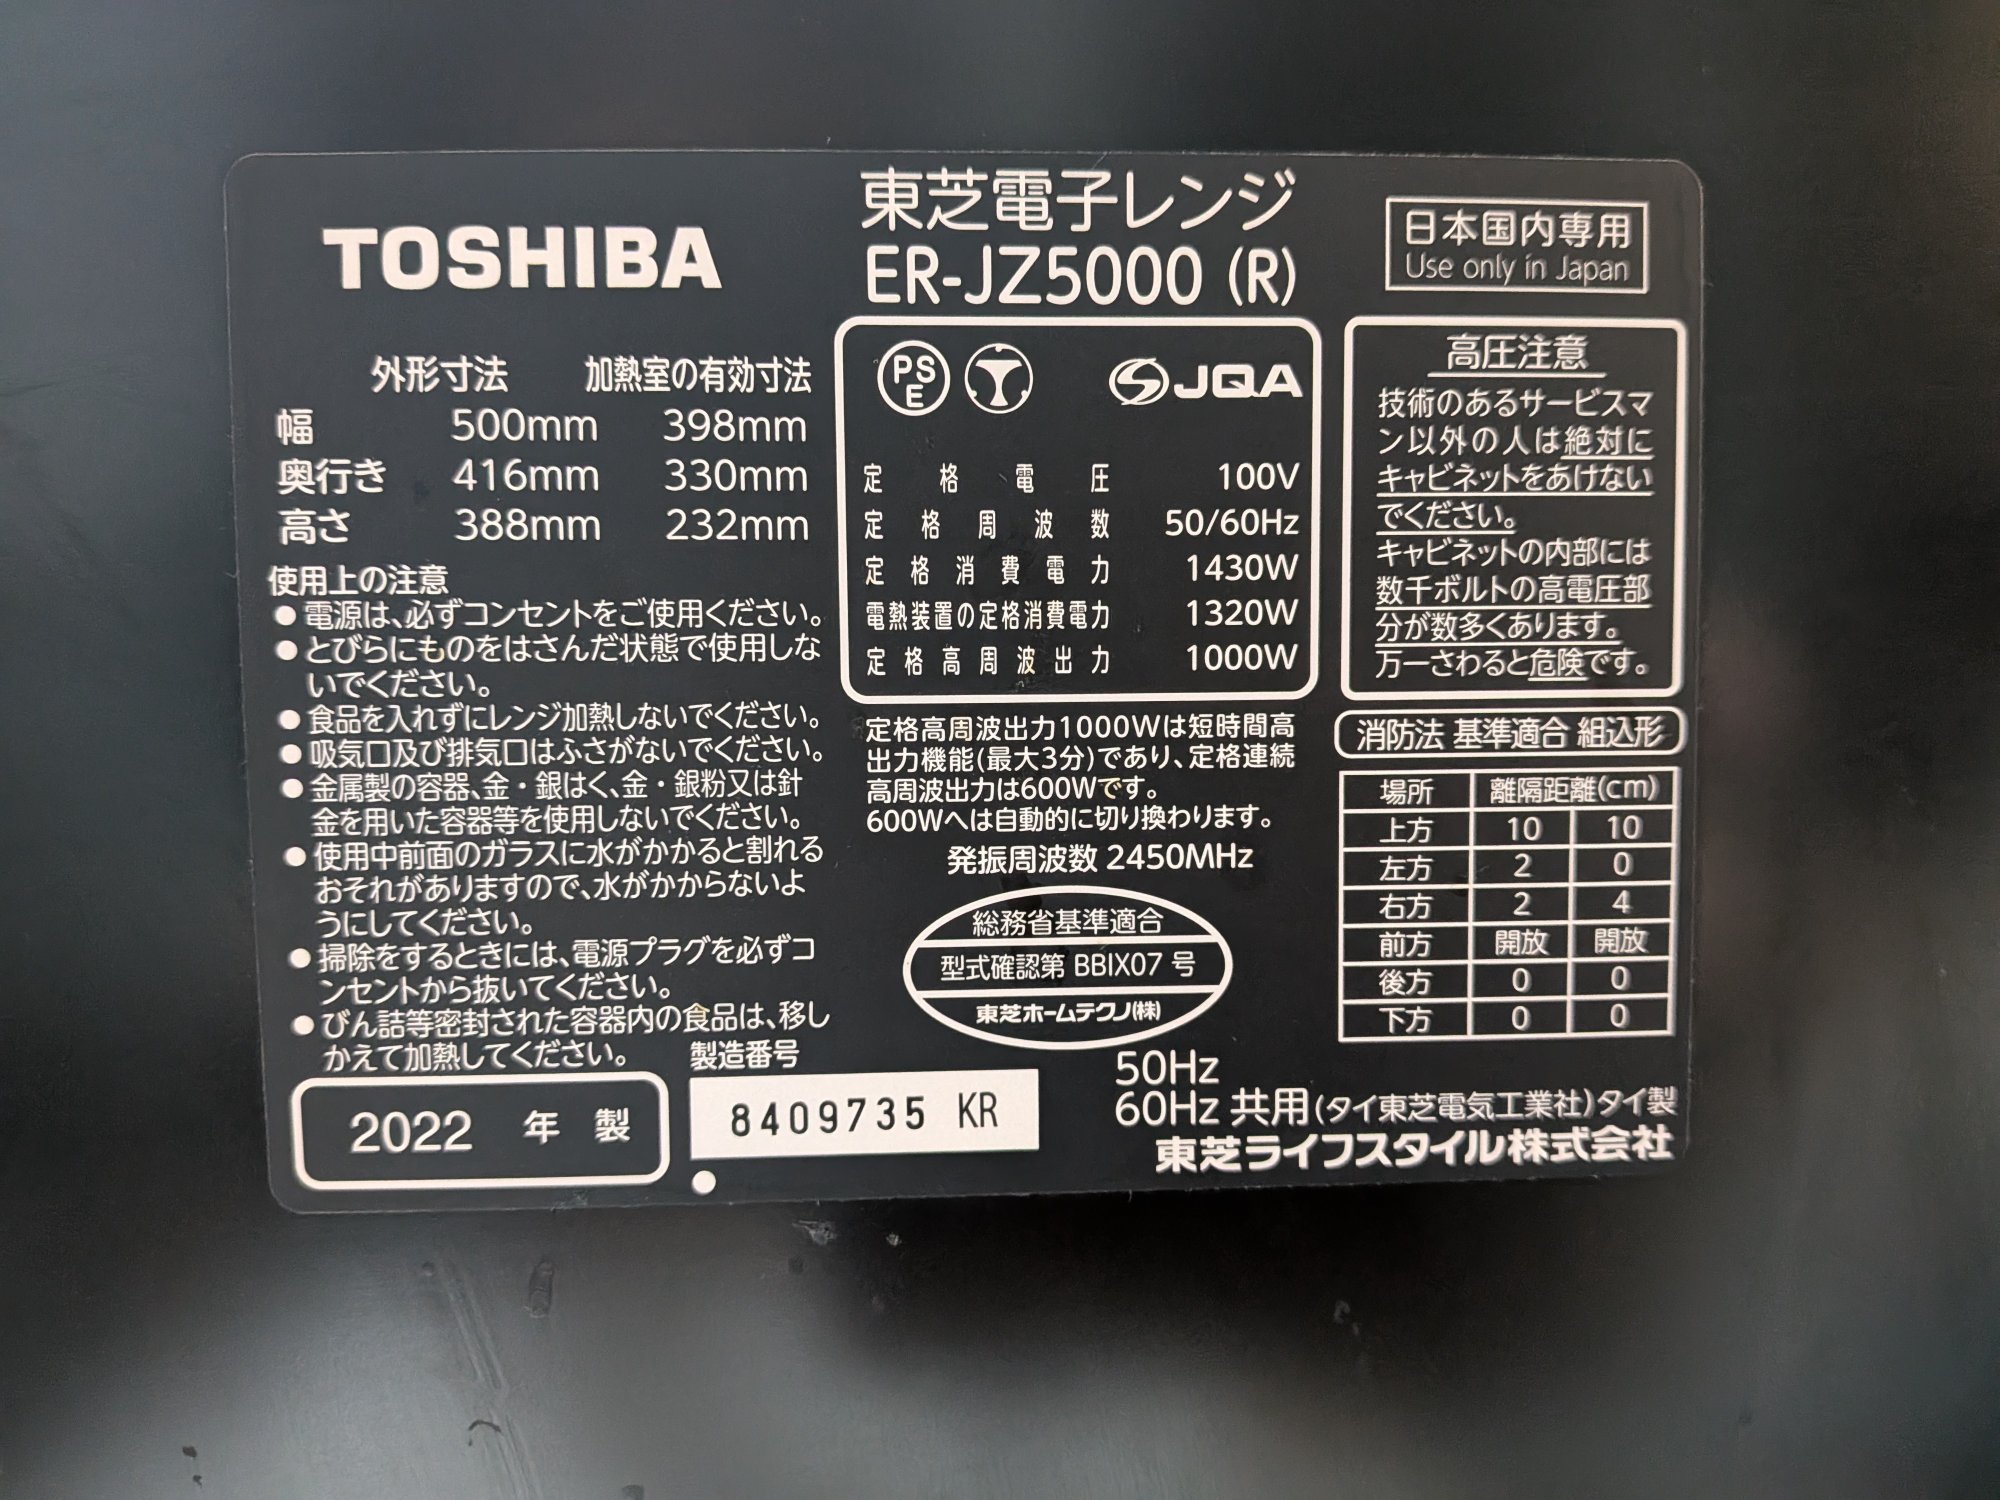 TOSHIBA
東芝電子レンジ
ER-JZ5000 (R)
日本国内専用
Use only in Japan
外形寸法 加熱室の有効寸法
幅 500mm 398mm
奥行き 416mm 330mm
高さ 388mm 232mm
使用上の注意
●電源は、必ずコンセントをご使用ください。
●とびらにものをはさんだ状態で使用しな
いでください。
●食品を入れずにレンジ加熱しないでください。
●吸気口及び排気口はふさがないでください。
●金属製の容器、金・銀はく、金・銀粉又は針
金を用いた容器等を使用しないでください。
●使用中前面のガラスに水がかかると割れる
おそれがありますので、水がかからないよ
うにしてください。
●掃除をするときには、電源プラグを必ずコ
ンセントから抜いてください。
●びん詰等密封された容器内の食品は、移し
かえて加熱してください。
2022 年 製
製造番号
8409735 KR
PSE
JQA
定格電圧 100V
定格周波数 50/60Hz
定格消費電力 1430W
電熱装置の定格消費電力 1320W
定格高周波出力 1000W
定格高周波出力1000Wは短時間高
出力機能(最大3分)であり、定格連続
高周波出力は600Wです。
600Wへは自動的に切り換わります。
発振周波数 2450MHz
総務省基準適合
型式確認第 BBIX07 号
東芝ホームテクノ(株)
高圧注意
技術のあるサービスマ
ン以外の人は絶対に
キャビネットをあけない
でください。
キャビネットの内部には
数千ボルトの高電圧部
分が数多くあります。
万一さわると危険です。
消防法 基準適合 組込形
場所 離隔距離(cm)
上方 10 10
左方 2 0
右方 2 4
前方 開放 開放
後方 0 0
下方 0 0
50Hz
60Hz 共用(タイ東芝電気工業社)タイ製
東芝ライフスタイル株式会社